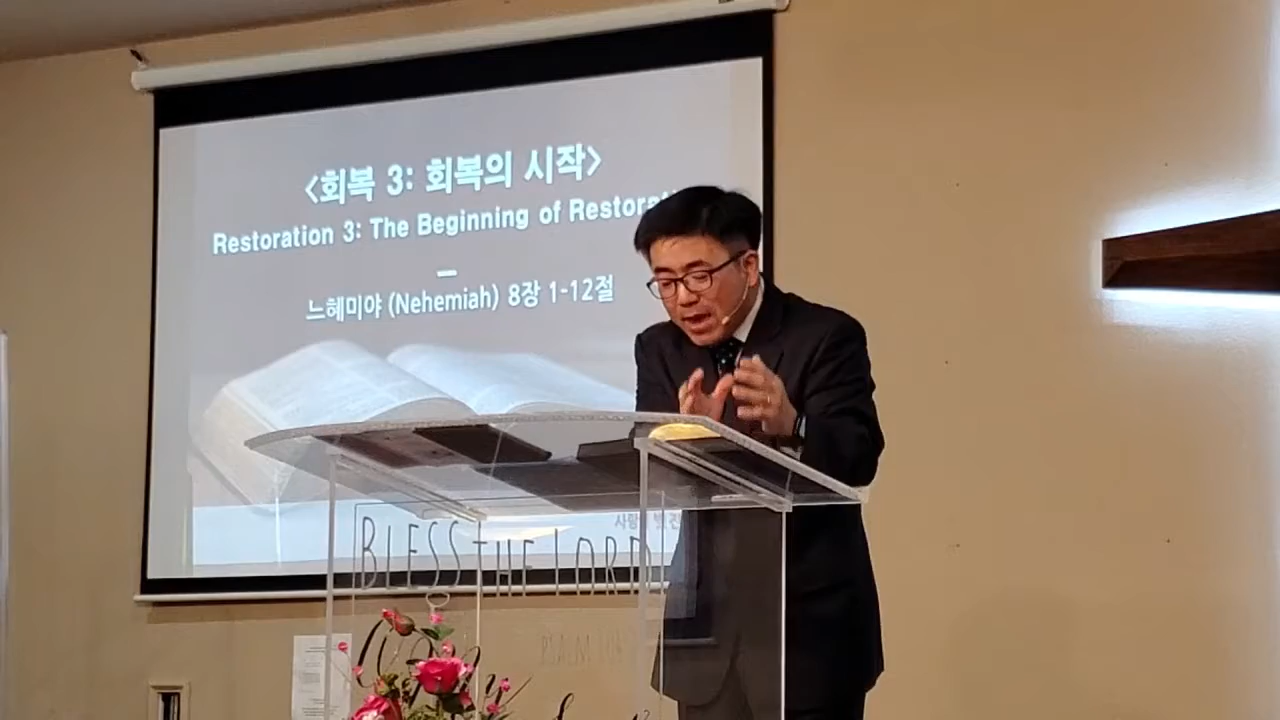 <회복 3: 회복의 시작>
Restoration 3: The Beginning of
느헤미야 (Nehemiah) 8장 1-12절
BLESS THE LORD
PSALM